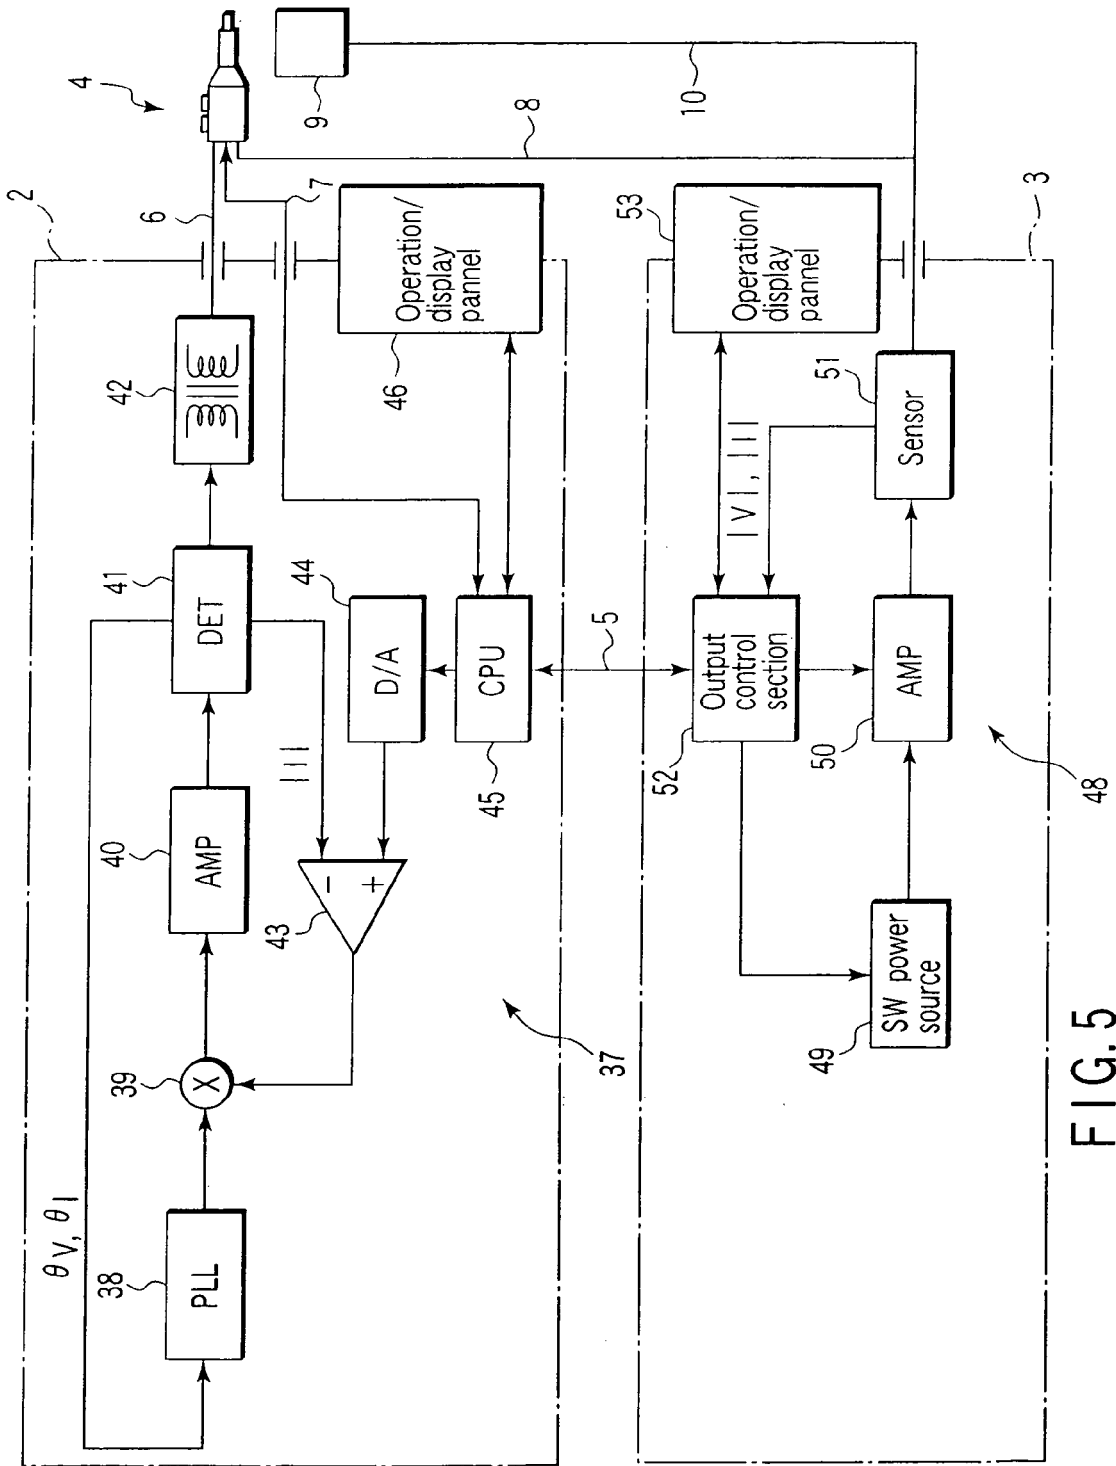 2
4
6
7
8
9
10
42
Operation/
display
pannel
46
41
DET
44
D/A
CPU
45
5
40
AMP
|I|
43
39
X
37
θV, θI
38
PLL
3
53
Operation/
display
pannel
51
Sensor
|V|, |I|
Output
control
section
52
50
AMP
48
49
SW power
source
−
+
FIG. 5